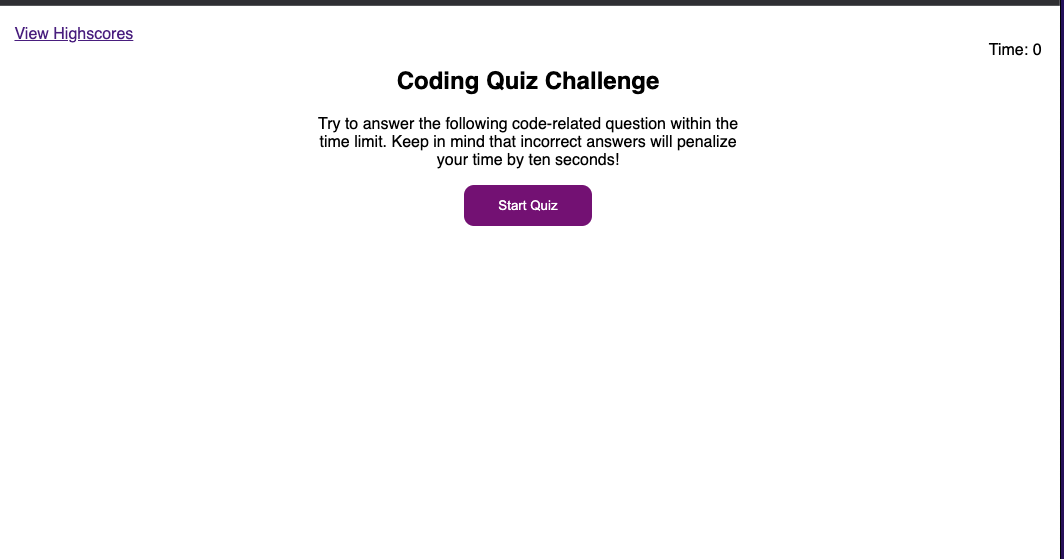 View Highscores
Time: 0
Coding Quiz Challenge
Try to answer the following code-related question within the
time limit. Keep in mind that incorrect answers will penalize
your time by ten seconds!
Start Quiz